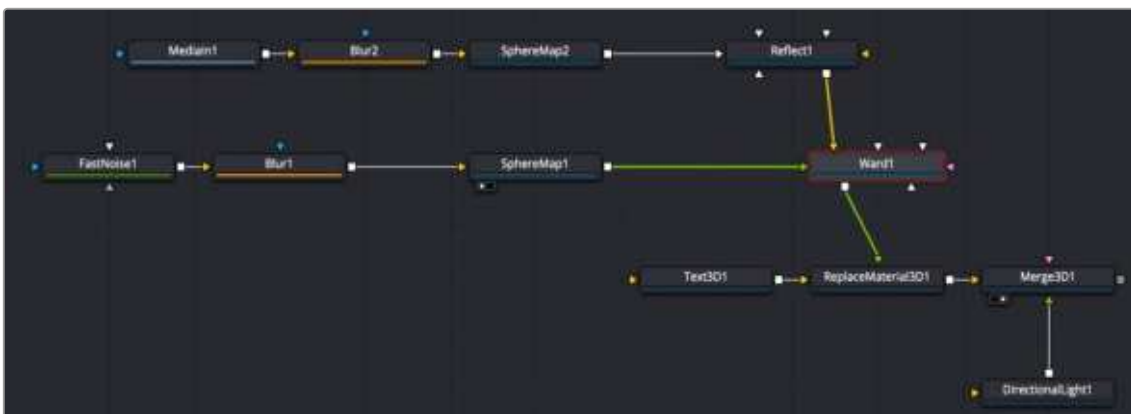 MediaIn1
Blur2
SphereMap2
Reflect1
FastNoise1
Blur1
SphereMap1
Ward1
Text3D1
ReplaceMaterial3D1
Merge3D1
DirectionalLight1